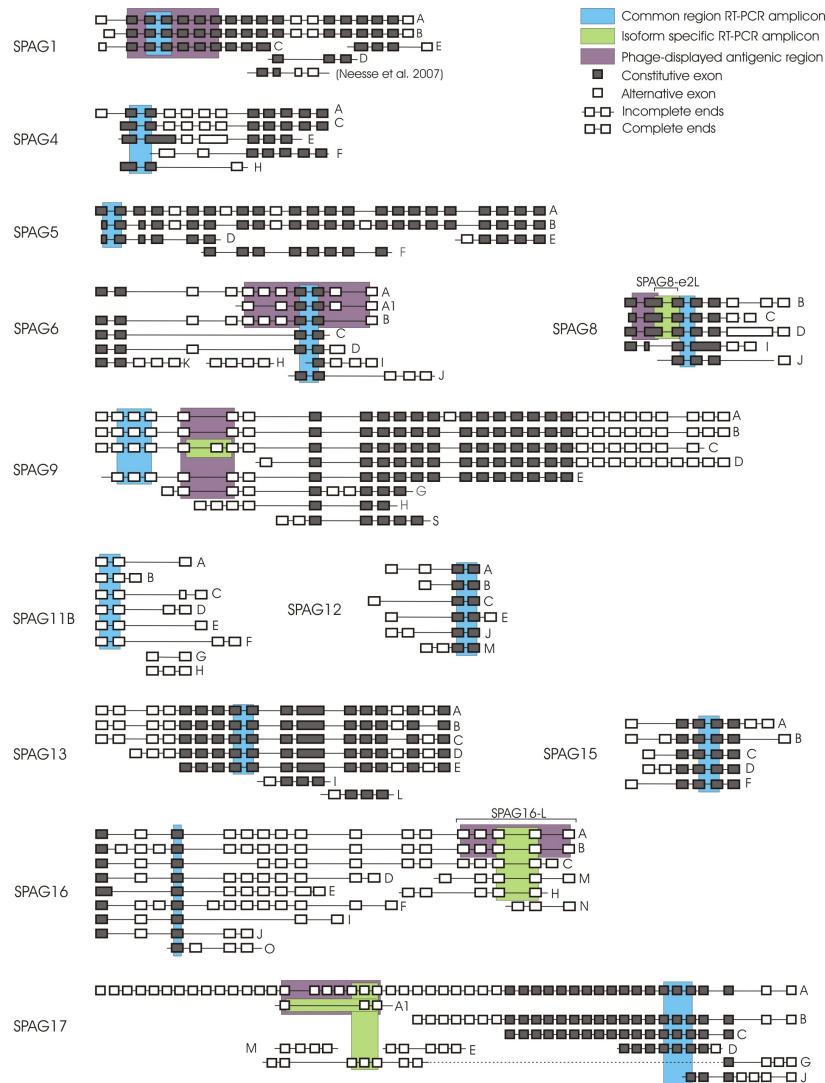 Common region RT-PCR amplicon
Isoform specific RT-PCR amplicon
Phage-displayed antigenic region
Constitutive exon
Alternative exon
Incomplete ends
Complete ends
SPAG1
A
B
C
E
D
(Neesse et al. 2007)
SPAG4
A
C
E
F
H
SPAG5
A
B
D
E
F
SPAG6
A
A1
B
C
D
K
H
I
J
SPAG8
SPAG8-e2L
B
C
D
I
J
SPAG9
A
B
C
D
E
G
H
S
SPAG11B
A
B
C
D
E
F
G
H
SPAG12
A
B
C
E
J
M
SPAG13
A
B
C
D
E
I
L
SPAG15
A
B
C
D
F
SPAG16
SPAG16-L
A
B
C
D
M
E
H
F
N
I
J
O
SPAG17
A
A1
B
C
M
E
D
G
J